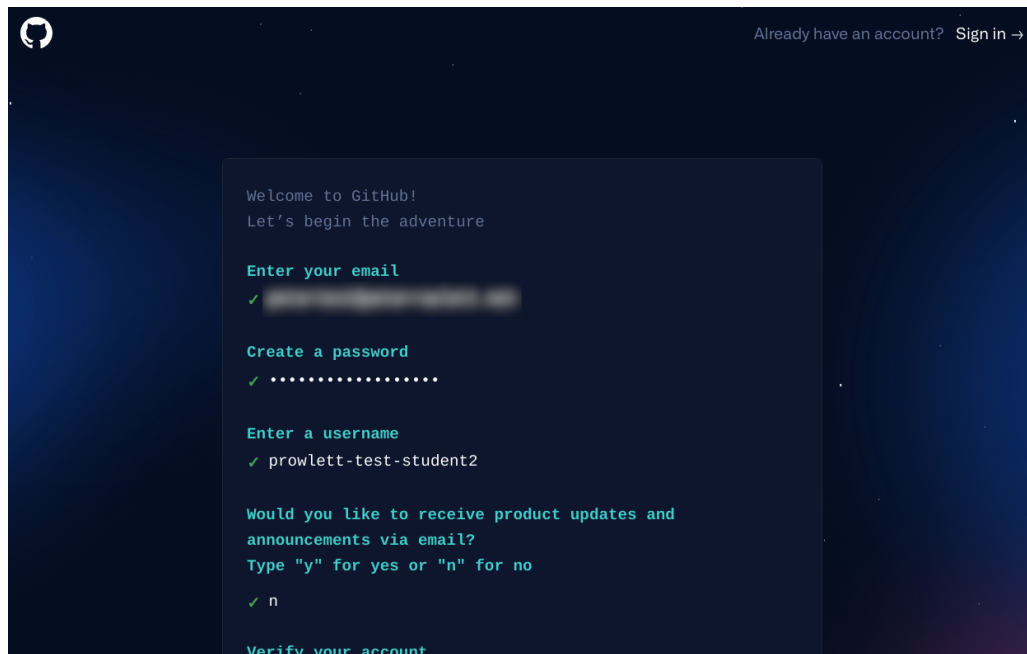 Already have an account? Sign in →
Welcome to GitHub!
Let’s begin the adventure
Enter your email
✓
Create a password
✓ ••••••••••••••••••
Enter a username
✓ prowlett-test-student2
Would you like to receive product updates and
announcements via email?
Type "y" for yes or "n" for no
✓ n
Verify your account